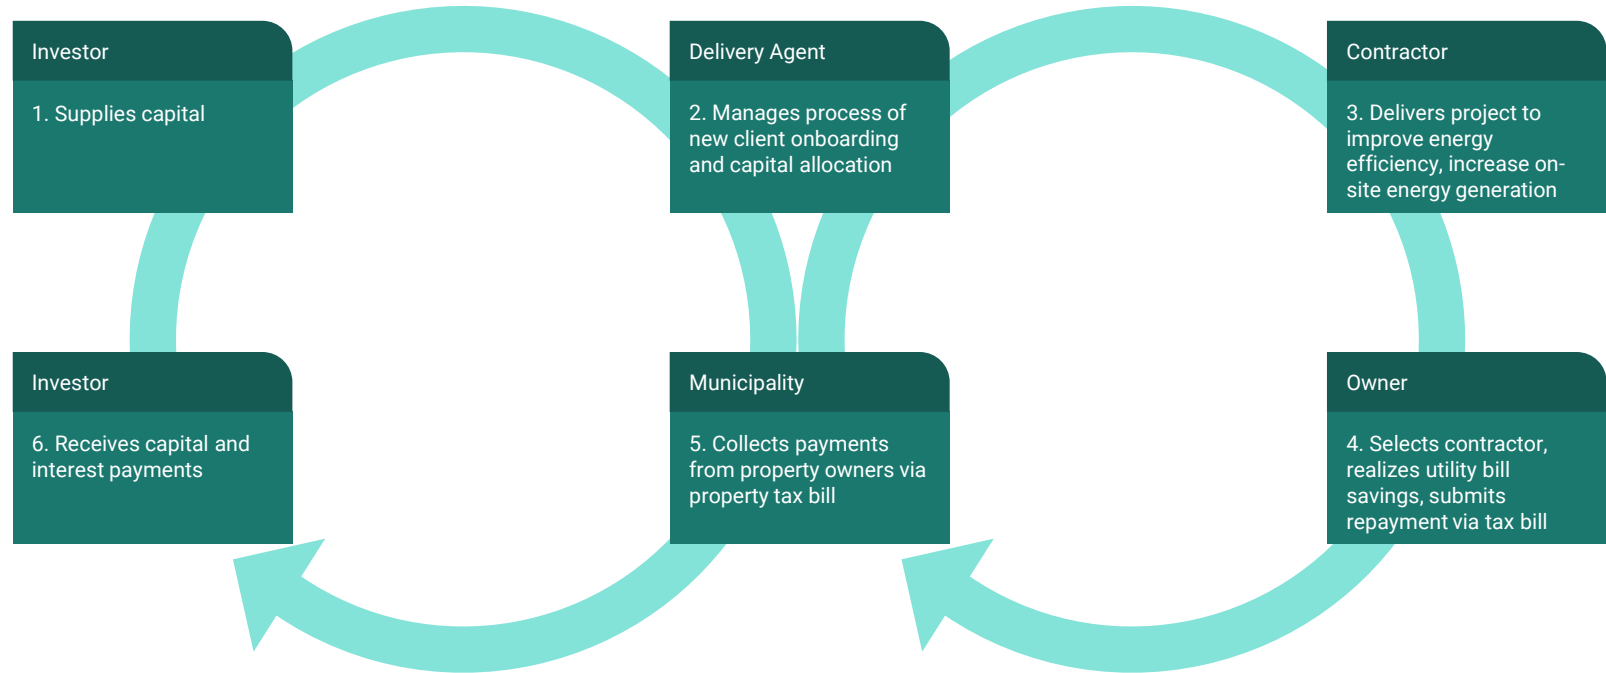 Investor
1. Supplies capital
Delivery Agent
2. Manages process of
new client onboarding
and capital allocation
Contractor
3. Delivers project to
improve energy
efficiency, increase on-
site energy generation
Investor
6. Receives capital and
interest payments
Municipality
5. Collects payments
from property owners via
property tax bill
Owner
4. Selects contractor,
realizes utility bill
savings, submits
repayment via tax bill